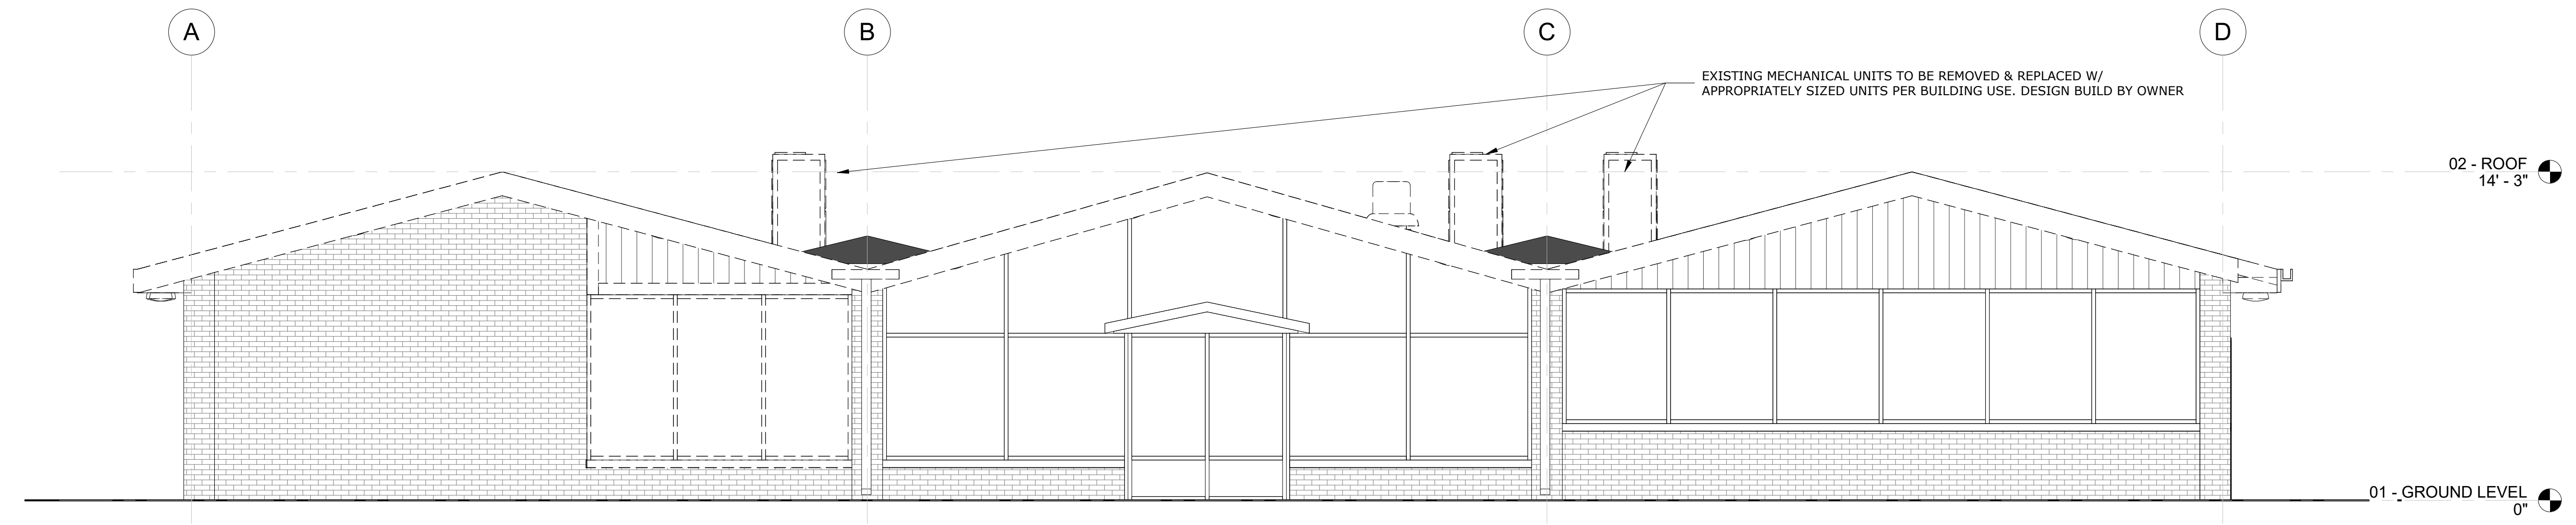 A
B
C
D
EXISTING MECHANICAL UNITS TO BE REMOVED & REPLACED W/
APPROPRIATELY SIZED UNITS PER BUILDING USE. DESIGN BUILD BY OWNER
02 - ROOF
14' - 3"
01 - GROUND LEVEL
0"